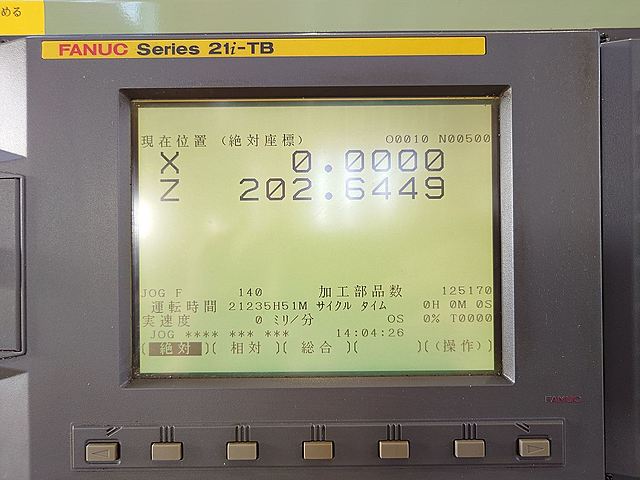 める
FANUC Series 21i-TB
現在位置 (絶対座標) O0010 N00500
X 0.0000
Z 202.6449
JOG F 140 加工部品数 125170
運転時間 21235H51M サイクル タイム 0H 0M 0S
実速度 0 ミリ/分 OS 0% T0000
JOG **** *** *** 14:04:26
[ 絶対 ][ 相対 ][ 総合 ][ ][ (操作) ]
FANUC